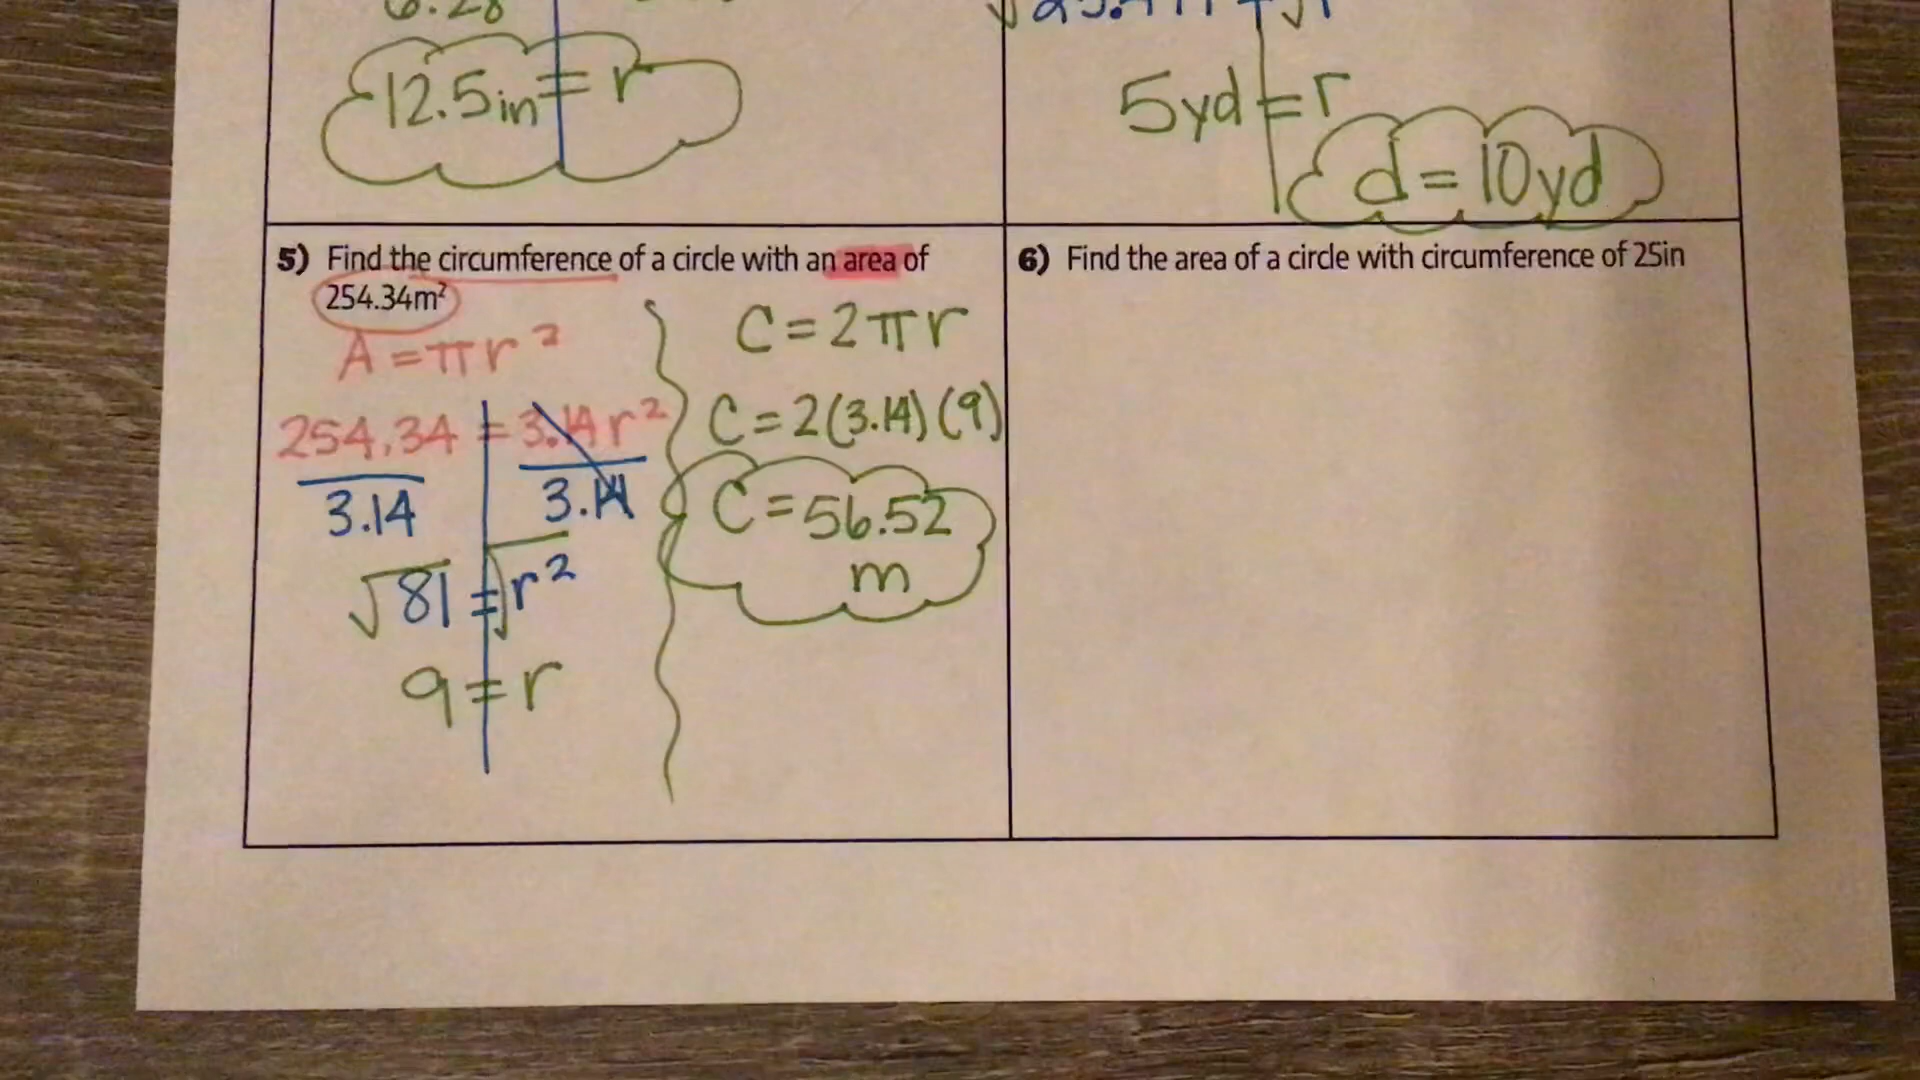 6.28
12.5in = r
5yd = r
d = 10yd
5) Find the circumference of a circle with an area of
254.34m²
A = πr²
254.34 = 3.14r²
3.14 3.14
√81 = √r²
9 = r
C = 2πr
C = 2(3.14)(9)
C = 56.52
m
6) Find the area of a circle with circumference of 25in